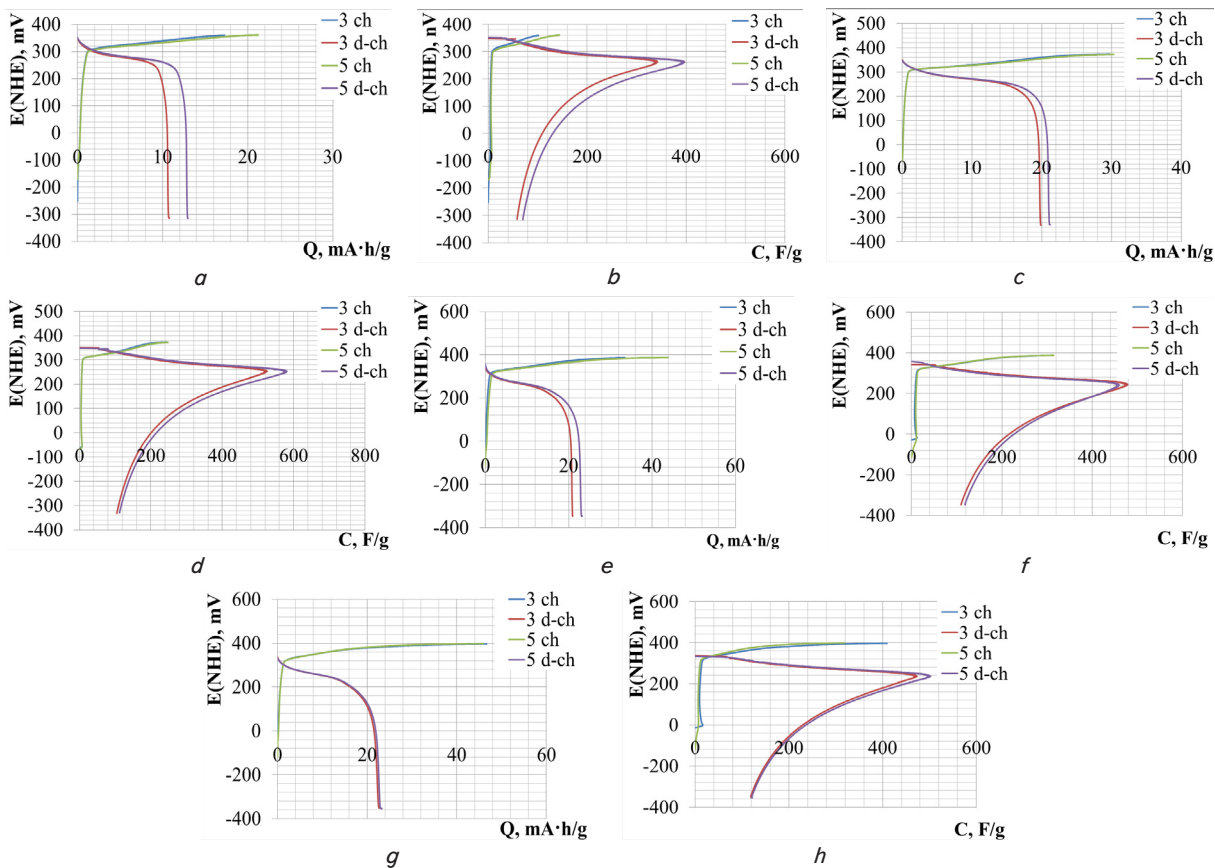 E(NHE), mV
400
300
200
100
0
-100
-200
-300
-400
0
10
20
30
3 ch
3 d-ch
5 ch
5 d-ch
Q, mA·h/g
a
E(NHE), mV
400
300
200
100
0
-100
-200
-300
-400
0
200
400
600
3 ch
3 d-ch
5 ch
5 d-ch
C, F/g
b
E(NHE), mV
500
400
300
200
100
0
-100
-200
-300
-400
0
10
20
30
40
3 ch
3 d-ch
5 ch
5 d-ch
Q, mA·h/g
c
E(NHE), mV
500
400
300
200
100
0
-100
-200
-300
-400
0
200
400
600
800
3 ch
3 d-ch
5 ch
5 d-ch
C, F/g
d
E(NHE), mV
600
400
200
0
-200
-400
0
20
40
60
3 ch
3 d-ch
5 ch
5 d-ch
Q, mA·h/g
e
E(NHE), mV
600
400
200
0
-200
-400
0
200
400
600
3 ch
3 d-ch
5 ch
5 d-ch
C, F/g
f
E(NHE), mV
600
400
200
0
-200
-400
0
20
40
60
3 ch
3 d-ch
5 ch
5 d-ch
Q, mA·h/g
g
E(NHE), mV
600
400
200
0
-200
-400
0
200
400
600
3 ch
3 d-ch
5 ch
5 d-ch
C, F/g
h